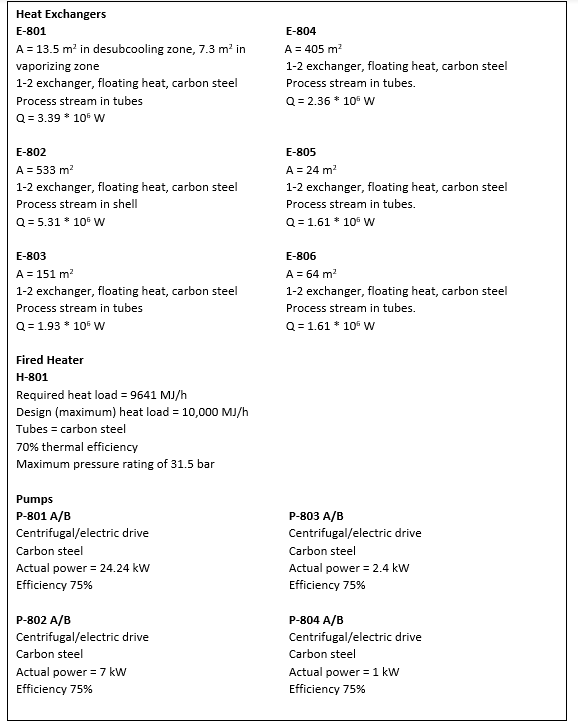 Heat Exchangers
E-801
A = 13.5 m² in desubcooling zone, 7.3 m² in
vaporizing zone
1-2 exchanger, floating heat, carbon steel
Process stream in tubes
Q = 3.39 * 10⁶ W
E-804
A = 405 m²
1-2 exchanger, floating heat, carbon steel
Process stream in tubes.
Q = 2.36 * 10⁶ W
E-802
A = 533 m²
1-2 exchanger, floating heat, carbon steel
Process stream in shell
Q = 5.31 * 10⁶ W
E-805
A = 24 m²
1-2 exchanger, floating heat, carbon steel
Process stream in tubes.
Q = 1.61 * 10⁶ W
E-803
A = 151 m²
1-2 exchanger, floating heat, carbon steel
Process stream in tubes
Q = 1.93 * 10⁶ W
E-806
A = 64 m²
1-2 exchanger, floating heat, carbon steel
Process stream in tubes.
Q = 1.61 * 10⁶ W
Fired Heater
H-801
Required heat load = 9641 MJ/h
Design (maximum) heat load = 10,000 MJ/h
Tubes = carbon steel
70% thermal efficiency
Maximum pressure rating of 31.5 bar
Pumps
P-801 A/B
Centrifugal/electric drive
Carbon steel
Actual power = 24.24 kW
Efficiency 75%
P-803 A/B
Centrifugal/electric drive
Carbon steel
Actual power = 2.4 kW
Efficiency 75%
P-802 A/B
Centrifugal/electric drive
Carbon steel
Actual power = 7 kW
Efficiency 75%
P-804 A/B
Centrifugal/electric drive
Carbon steel
Actual power = 1 kW
Efficiency 75%